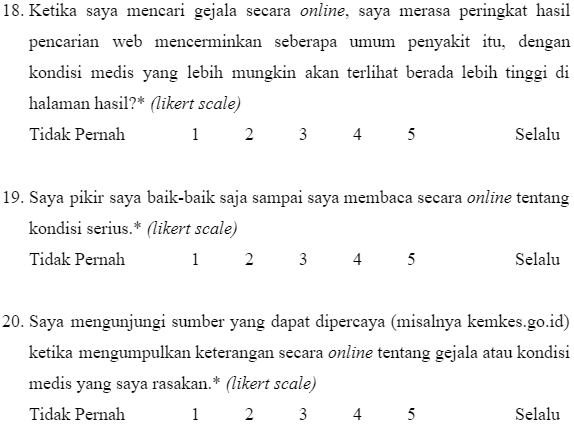 18. Ketika saya mencari gejala secara online, saya merasa peringkat hasil
pencarian web mencerminkan seberapa umum penyakit itu, dengan
kondisi medis yang lebih mungkin akan terlihat berada lebih tinggi di
halaman hasil?* (likert scale)
Tidak Pernah 1 2 3 4 5 Selalu
19. Saya pikir saya baik-baik saja sampai saya membaca secara online tentang
kondisi serius.* (likert scale)
Tidak Pernah 1 2 3 4 5 Selalu
20. Saya mengunjungi sumber yang dapat dipercaya (misalnya kemkes.go.id)
ketika mengumpulkan keterangan secara online tentang gejala atau kondisi
medis yang saya rasakan.* (likert scale)
Tidak Pernah 1 2 3 4 5 Selalu